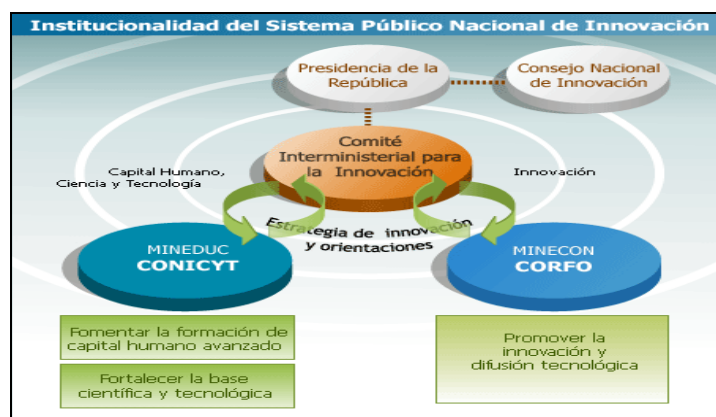 Institucionalidad del Sistema Público Nacional de Innovación
Presidencia de la
República
Consejo Nacional
de Innovación
Comité
Interministerial para
la Innovación
Capital Humano,
Ciencia y Tecnología
Innovación
Estrategia de innovación
y orientaciones
MINEDUC
CONICYT
MINECON
CORFO
Fomentar la formación de
capital humano avanzado
Fortalecer la base
científica y tecnológica
Promover la
innovación y
difusión tecnológica